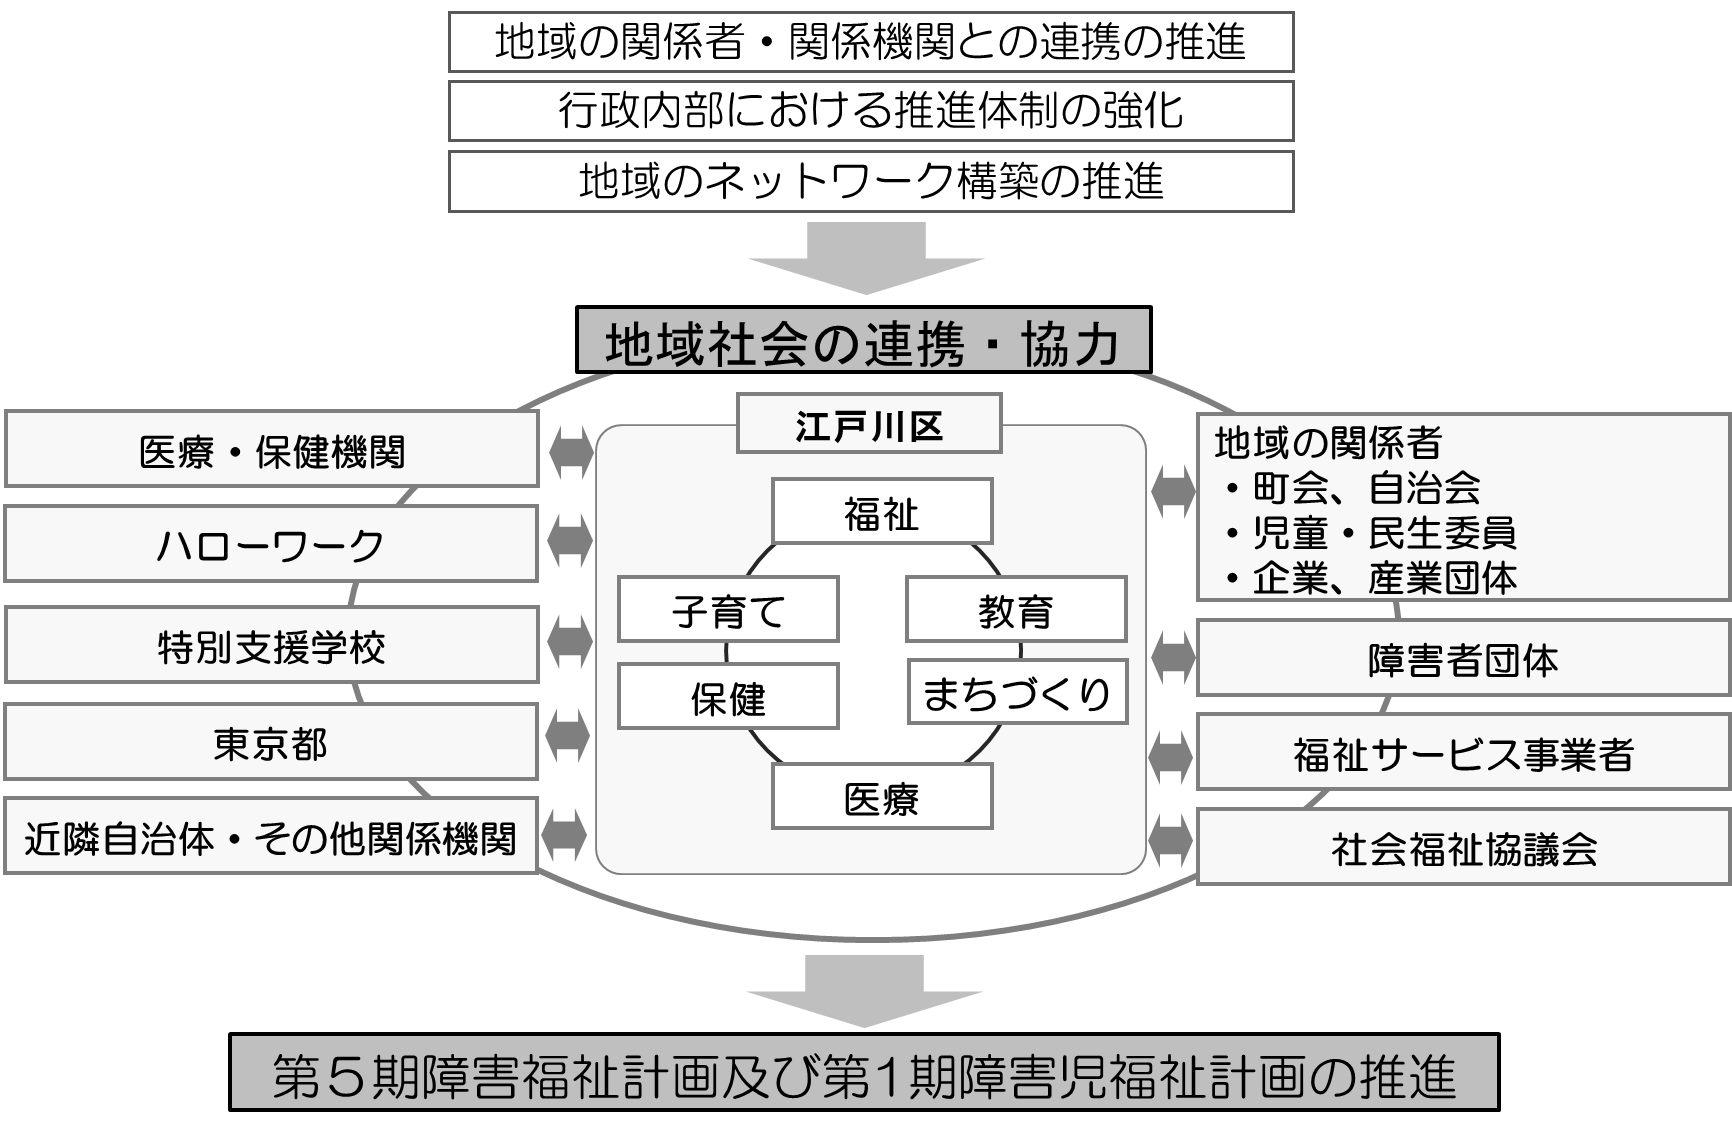 地域の関係者・関係機関との連携の推進
行政内部における推進体制の強化
地域のネットワーク構築の推進
地域社会の連携・協力
医療・保健機関
ハローワーク
特別支援学校
東京都
近隣自治体・その他関係機関
江戸川区
福祉
子育て
教育
保健
まちづくり
医療
地域の関係者
・町会、自治会
・児童・民生委員
・企業、産業団体
障害者団体
福祉サービス事業者
社会福祉協議会
第５期障害福祉計画及び第1期障害児福祉計画の推進